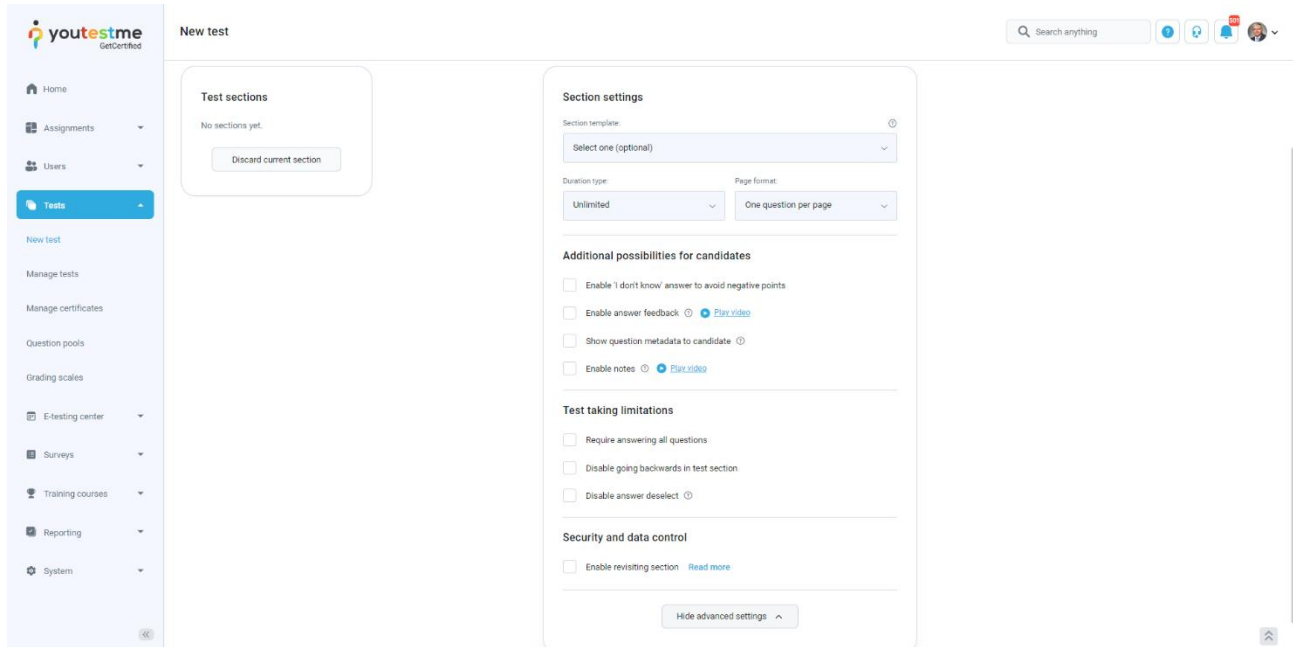 youtestme
GetCertified
New test
Search anything
501
Home
Assignments
Users
Tests
New test
Manage tests
Manage certificates
Question pools
Grading scales
E-testing center
Surveys
Training courses
Reporting
System
Test sections
No sections yet.
Discard current section
Section settings
Section template:
Select one (optional)
Duration type: Page format:
Unlimited One question per page
Additional possibilities for candidates
Enable 'I don't know' answer to avoid negative points
Enable answer feedback Play video
Show question metadata to candidate
Enable notes Play video
Test taking limitations
Require answering all questions
Disable going backwards in test section
Disable answer deselect
Security and data control
Enable revisiting section Read more
Hide advanced settings